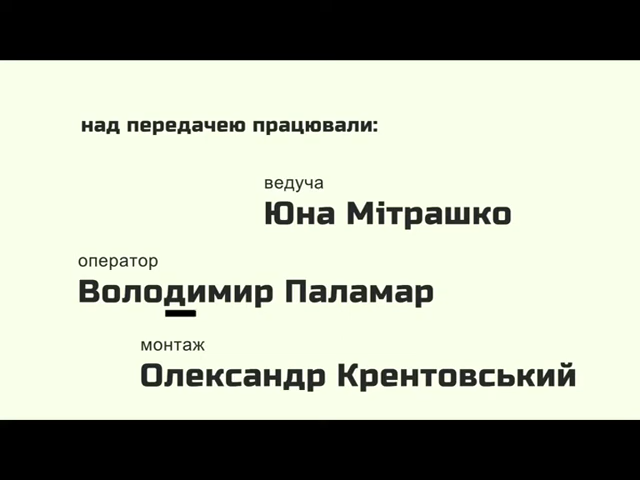 над передачею працювали:
ведуча
Юна Мітрашко
оператор
Володимир Паламар
монтаж
Олександр Крентовський